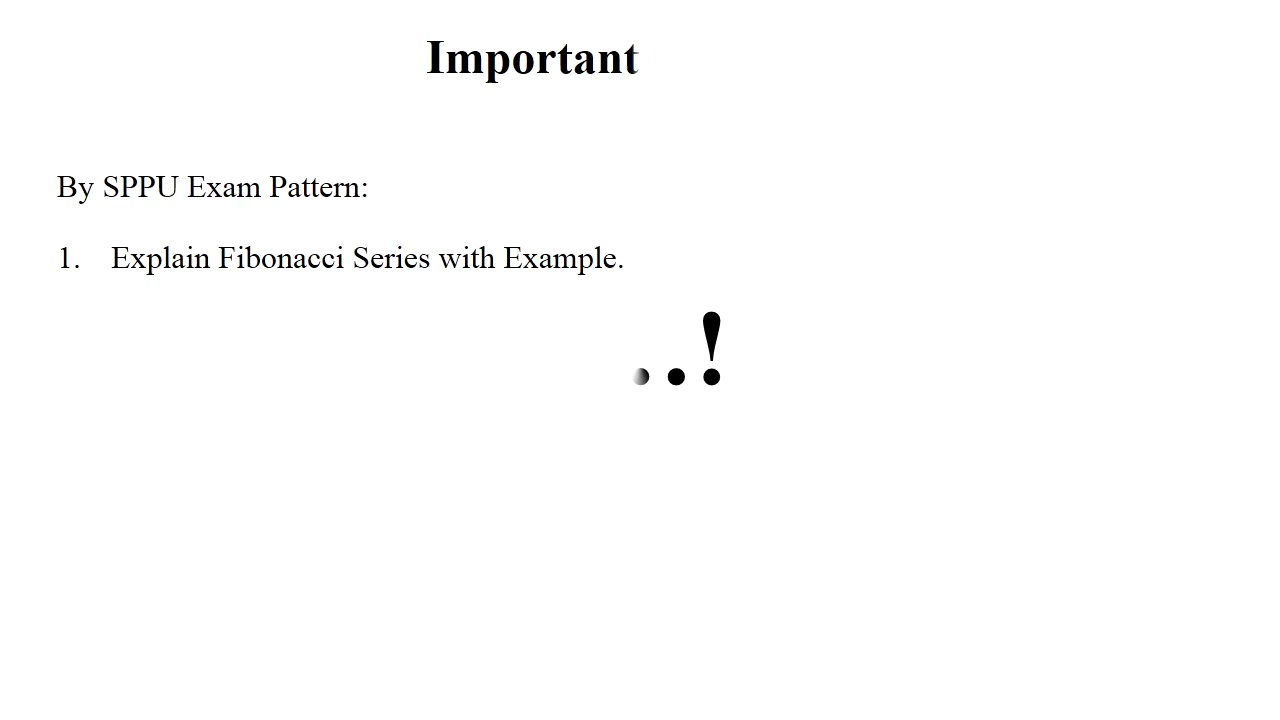 Important
By SPPU Exam Pattern:
1. Explain Fibonacci Series with Example.
..!